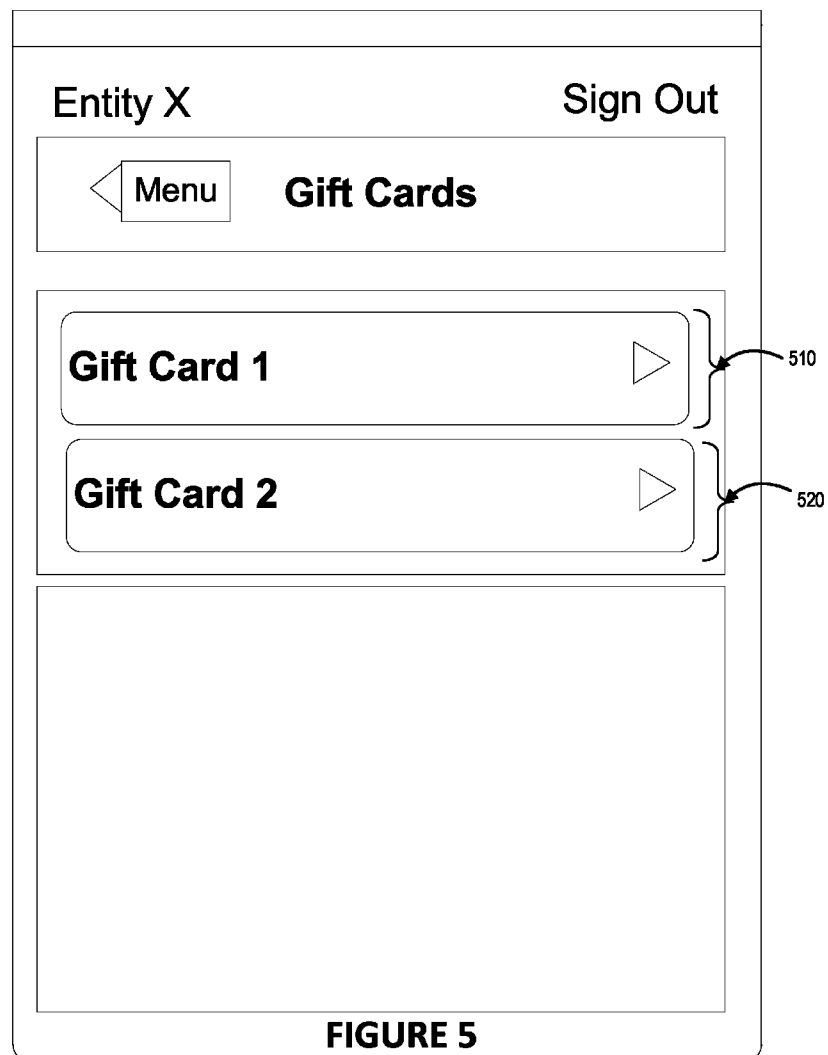 Entity X Sign Out
Menu Gift Cards
Gift Card 1
510
Gift Card 2
520
FIGURE 5